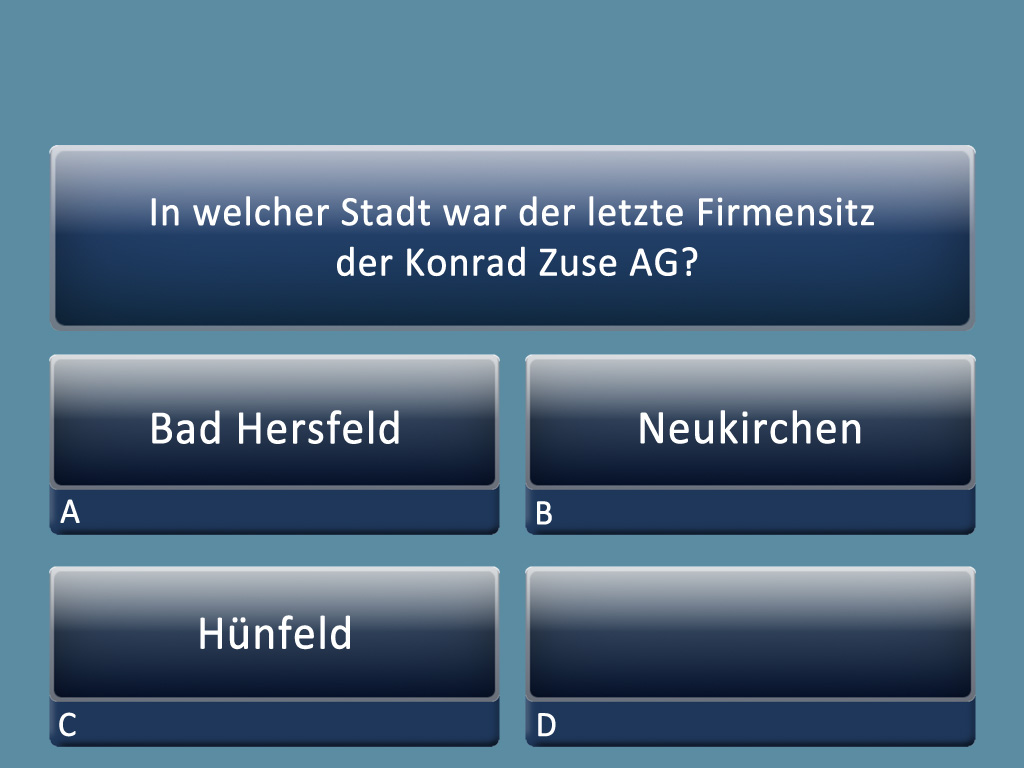 In welcher Stadt war der letzte Firmensitz
der Konrad Zuse AG?
Bad Hersfeld
A
Neukirchen
B
Hünfeld
C
D